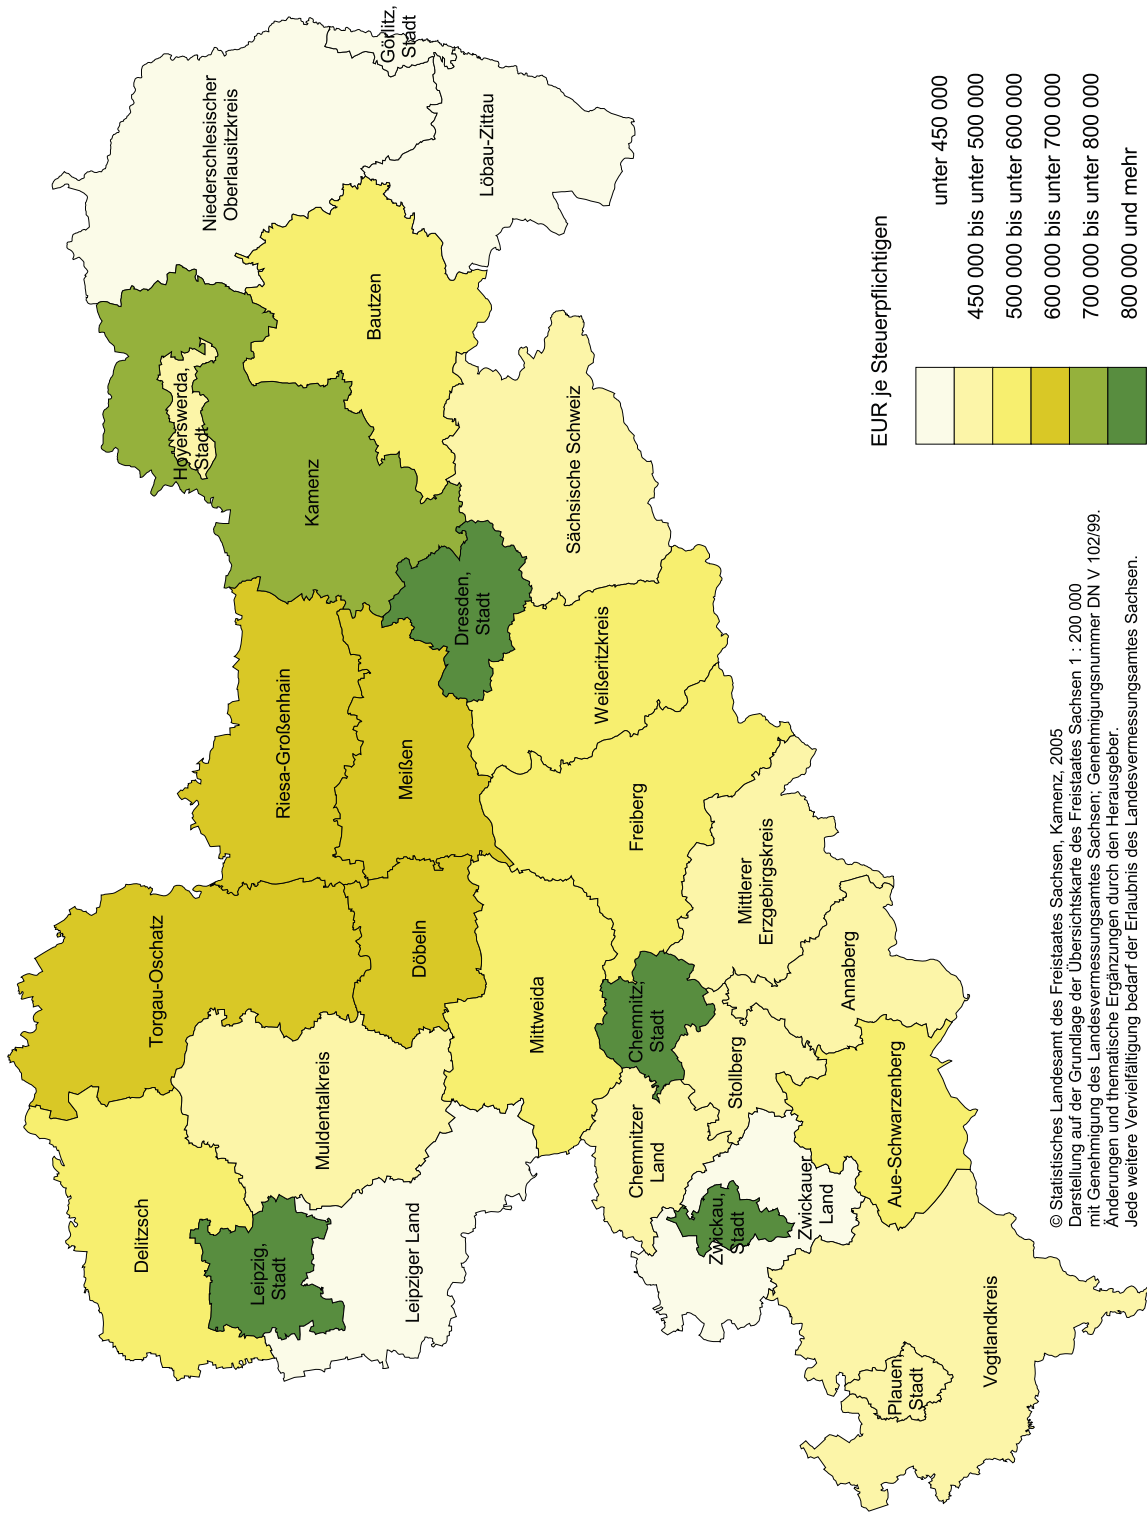 Delitzsch
Leipzig,
Stadt
Leipziger Land
Muldentalkreis
Torgau-Oschatz
Döbeln
Riesa-Großenhain
Meißen
Mittweida
Chemnitz,
Stadt
Chemnitzer
Land
Stollberg
Zwickau,
Stadt
Zwickauer
Land
Plauen,
Stadt
Vogtlandkreis
Aue-Schwarzenberg
Annaberg
Mittlerer
Erzgebirgskreis
Freiberg
Weißeritzkreis
Dresden,
Stadt
Sächsische Schweiz
Kamenz
Hoyerswerda,
Stadt
Bautzen
Niederschlesischer
Oberlausitzkreis
Görlitz,
Stadt
Löbau-Zittau
EUR je Steuerpflichtigen
unter 450 000
450 000 bis unter 500 000
500 000 bis unter 600 000
600 000 bis unter 700 000
700 000 bis unter 800 000
800 000 und mehr
© Statistisches Landesamt des Freistaates Sachsen, Kamenz, 2005
Darstellung auf der Grundlage der Übersichtskarte des Freistaates Sachsen 1 : 200 000
mit Genehmigung des Landesvermessungsamtes Sachsen; Genehmigungsnummer DN V 102/99.
Änderungen und thematische Ergänzungen durch den Herausgeber.
Jede weitere Vervielfältigung bedarf der Erlaubnis des Landesvermessungsamtes Sachsen.